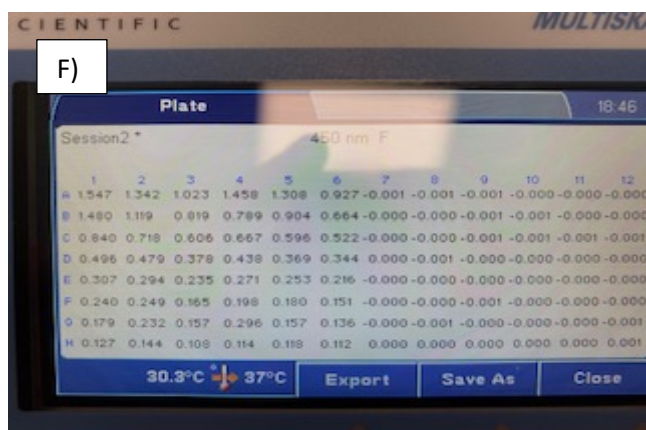 CIENTIFIC MULTISKA
F)
Plate 18:46
Session2 * 450 nm F
1 2 3 4 5 6 7 8 9 10 11 12
A 1.547 1.342 1.023 1.458 1.308 0.927 -0.001 -0.001 -0.001 -0.000 -0.000 -0.000
B 1.480 1.119 0.819 0.789 0.904 0.664 -0.000 -0.000 -0.001 -0.000 -0.000 -0.000
C 0.840 0.718 0.606 0.667 0.596 0.522 -0.000 -0.000 -0.001 -0.001 -0.001 -0.001
D 0.496 0.479 0.378 0.438 0.369 0.344 0.000 -0.000 -0.001 -0.000 -0.000 -0.000
E 0.307 0.294 0.235 0.271 0.253 0.216 -0.000 -0.000 -0.000 -0.000 -0.000 -0.000
F 0.240 0.249 0.165 0.198 0.180 0.151 -0.000 -0.000 -0.001 -0.000 -0.000 -0.000
G 0.179 0.232 0.157 0.296 0.157 0.136 -0.000 -0.001 -0.000 -0.000 -0.000 -0.001
H 0.127 0.144 0.108 0.114 0.118 0.112 0.000 0.000 0.000 0.000 0.000 0.001
30.3°C 37°C Export Save As Close